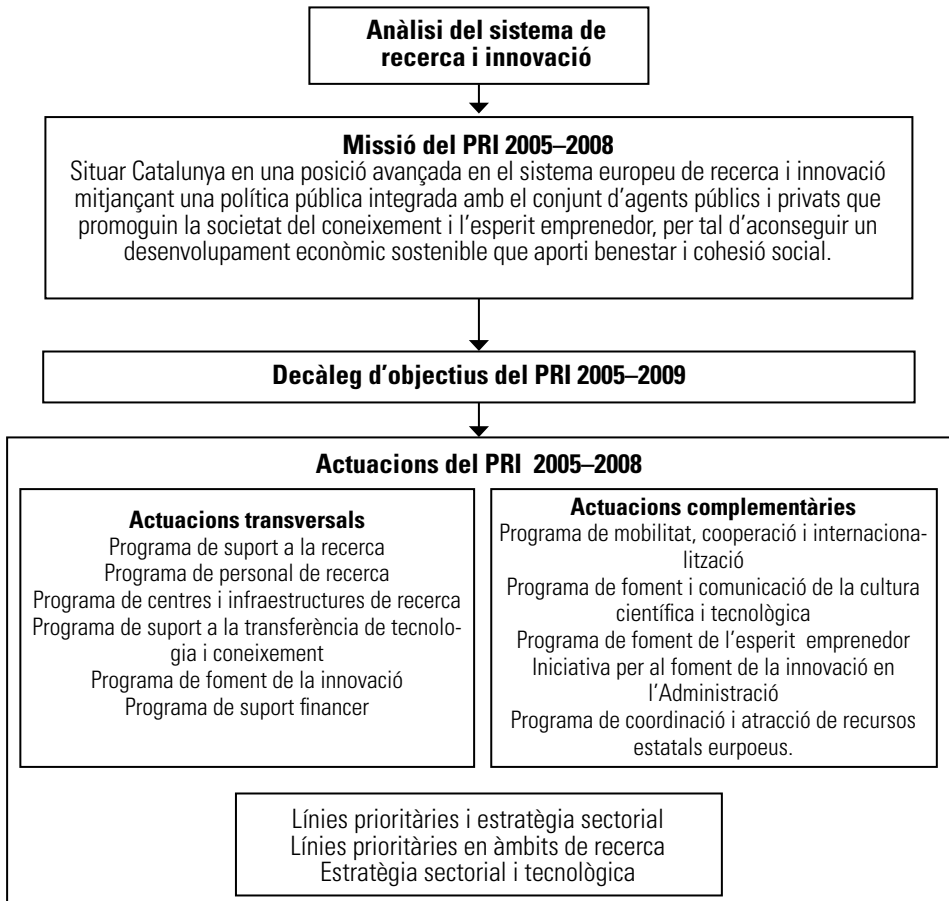 Anàlisi del sistema de
recerca i innovació
Missió del PRI 2005–2008
Situar Catalunya en una posició avançada en el sistema europeu de recerca i innovació
mitjançant una política pública integrada amb el conjunt d'agents públics i privats que
promoguin la societat del coneixement i l'esperit emprenedor, per tal d'aconseguir un
desenvolupament econòmic sostenible que aporti benestar i cohesió social.
Decàleg d'objectius del PRI 2005–2009
Actuacions del PRI 2005–2008
Actuacions transversals
Programa de suport a la recerca
Programa de personal de recerca
Programa de centres i infraestructures de recerca
Programa de suport a la transferència de tecnolo-
gia i coneixement
Programa de foment de la innovació
Programa de suport financer
Actuacions complementàries
Programa de mobilitat, cooperació i internaciona-
lització
Programa de foment i comunicació de la cultura
científica i tecnològica
Programa de foment de l'esperit emprenedor
Iniciativa per al foment de la innovació en
l'Administració
Programa de coordinació i atracció de recursos
estatals eurpoeus.
Línies prioritàries i estratègia sectorial
Línies prioritàries en àmbits de recerca
Estratègia sectorial i tecnològica